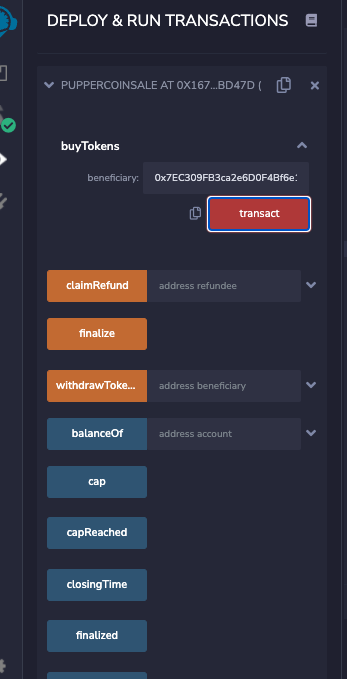 DEPLOY & RUN TRANSACTIONS
PUPPERCOINSALE AT 0X167...BD47D (
buyTokens
beneficiary: 0x7EC309FB3ca2e6D0F4Bf6e
transact
claimRefund address refundee
finalize
withdrawToke... address beneficiary
balanceOf address account
cap
capReached
closingTime
finalized